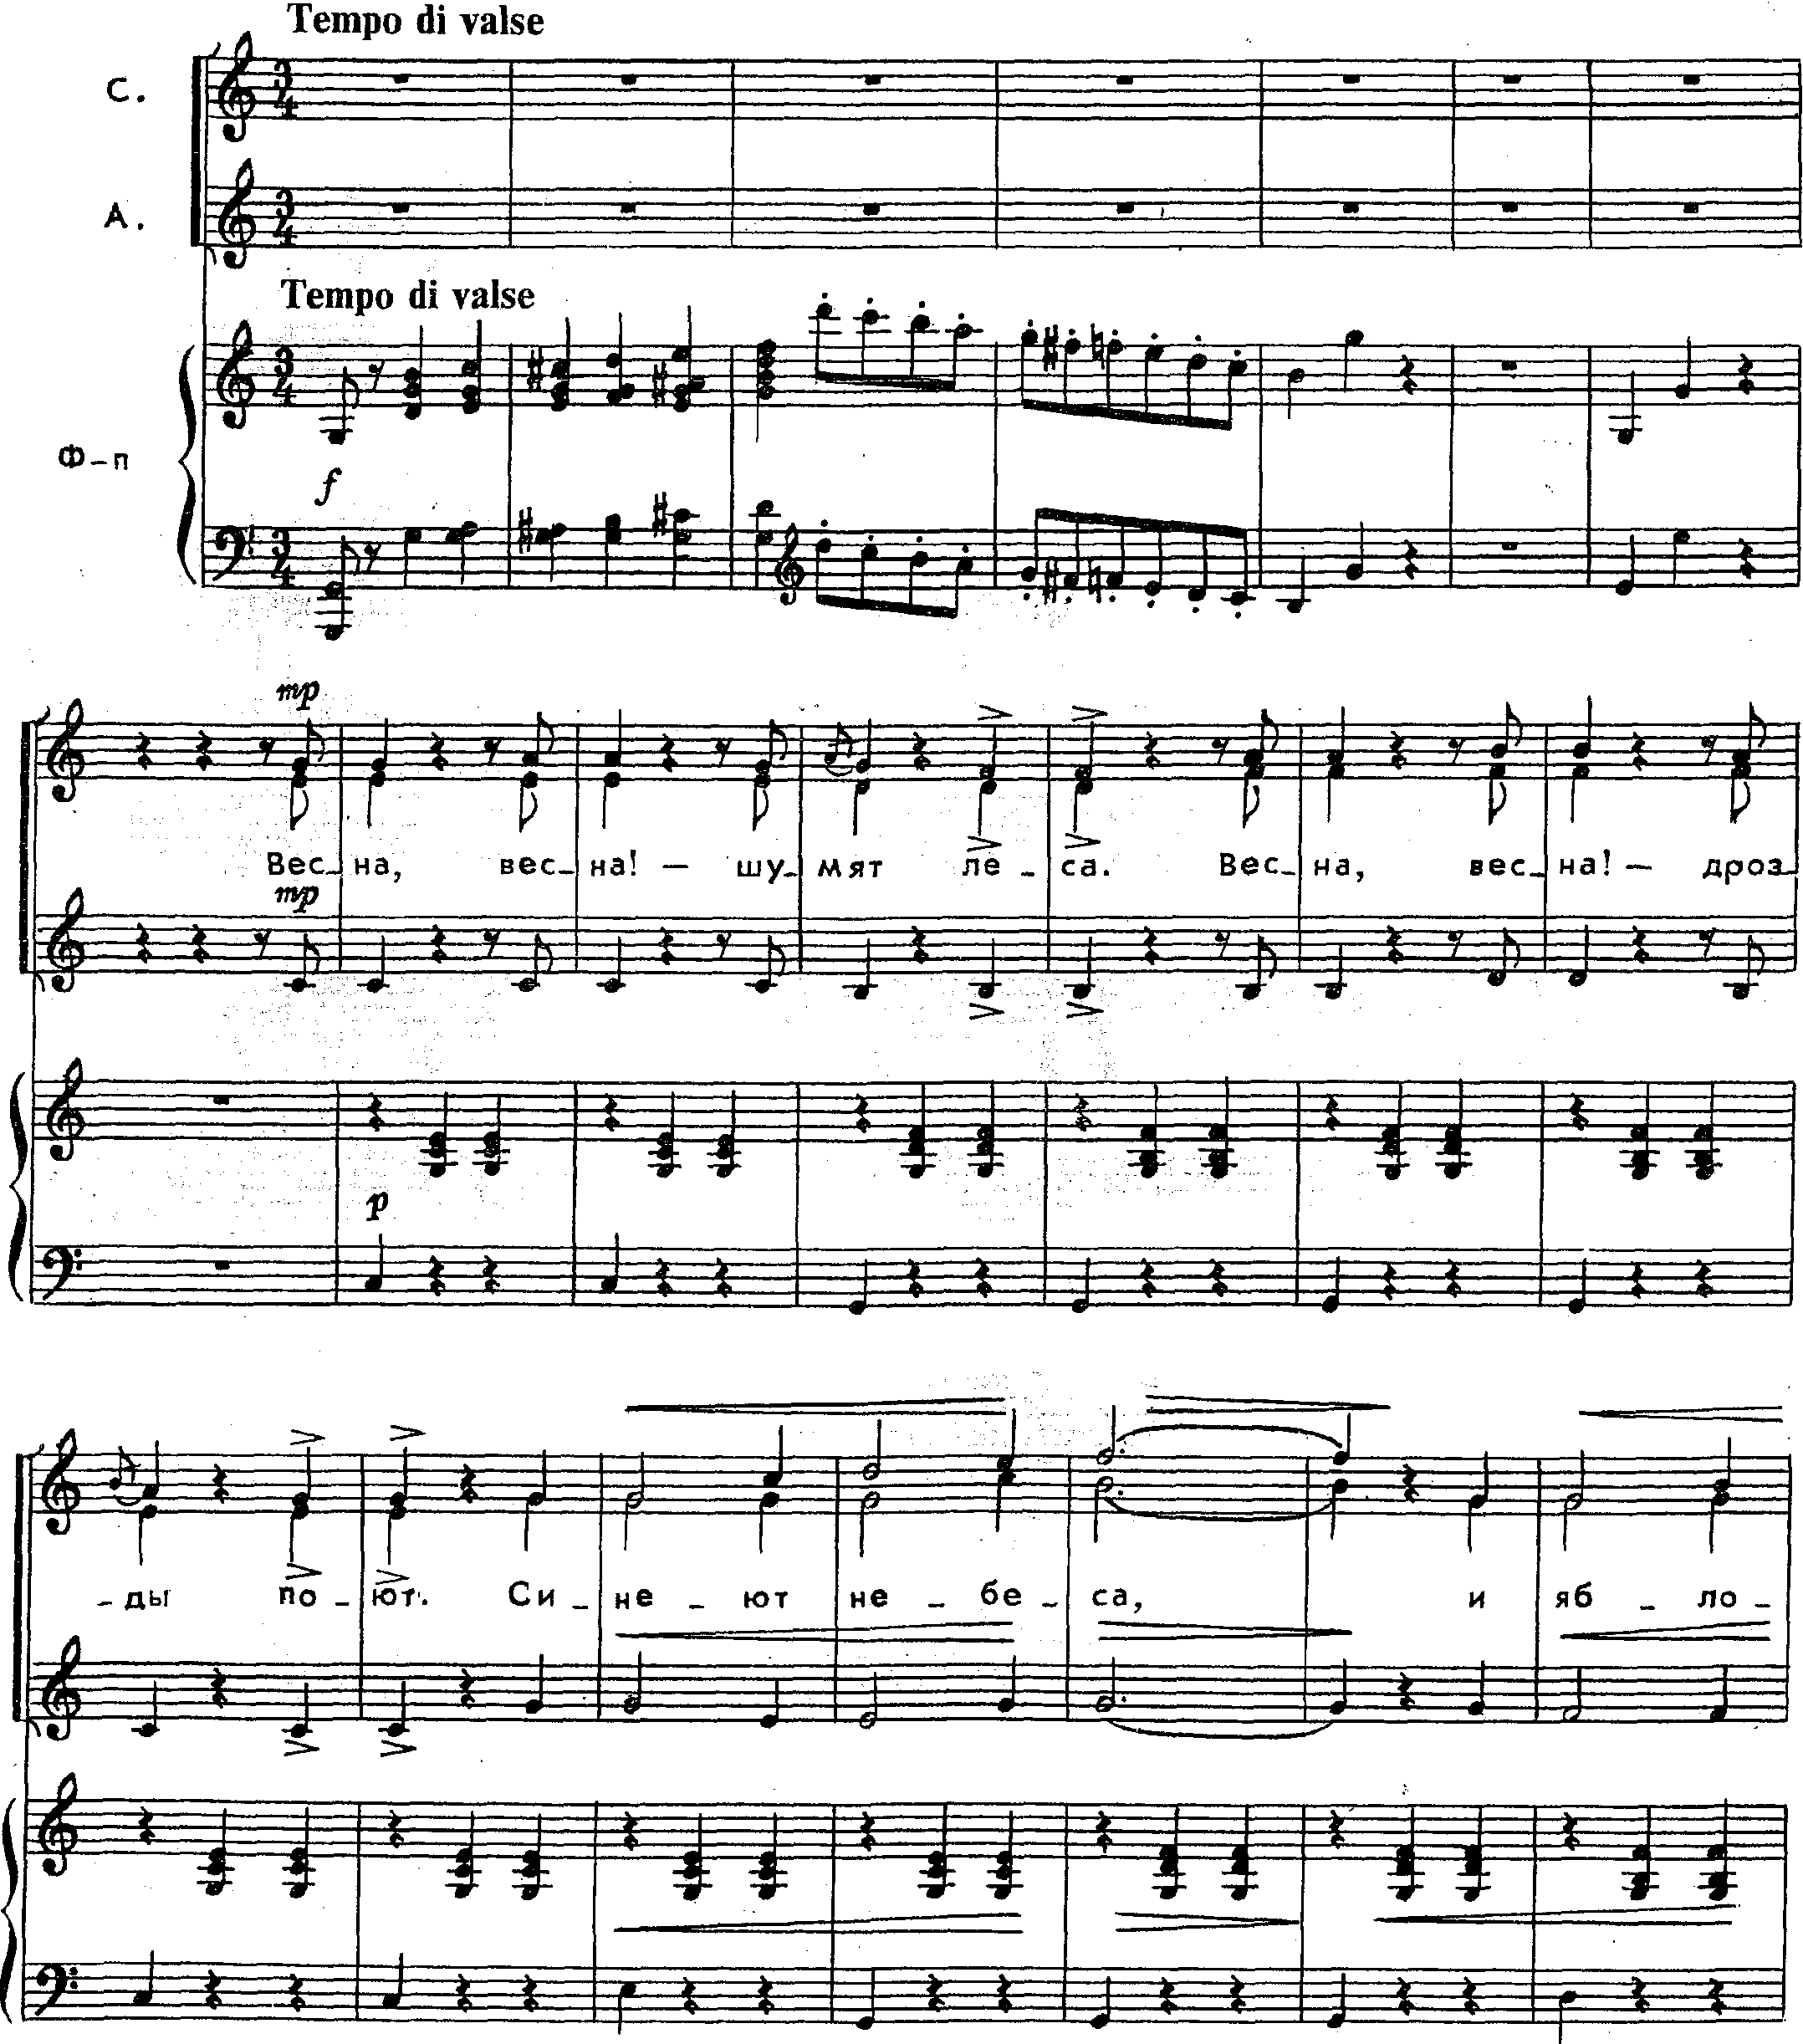 Tempo di valse
С.
А.
Tempo di valse
Ф-п
f
mp
Вес_на, вес_на! — шу_мят ле_са. Вес_на, вес_на! — дроз_
mp
p
_ды по_ют. Си_не_ют не_бе_са, и яб_ло_